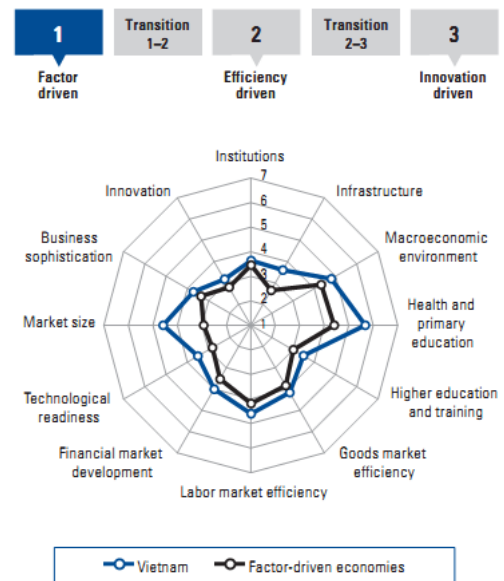 1
Transition
1–2
2
Transition
2–3
3
Factor
driven
Efficiency
driven
Innovation
driven
Institutions
7
Innovation
6
Infrastructure
5
Business
sophistication
4
Macroeconomic
environment
3
2
Market size
1
Health and
primary
education
Technological
readiness
Higher education
and training
Financial market
development
Goods market
efficiency
Labor market efficiency
Vietnam
Factor-driven economies